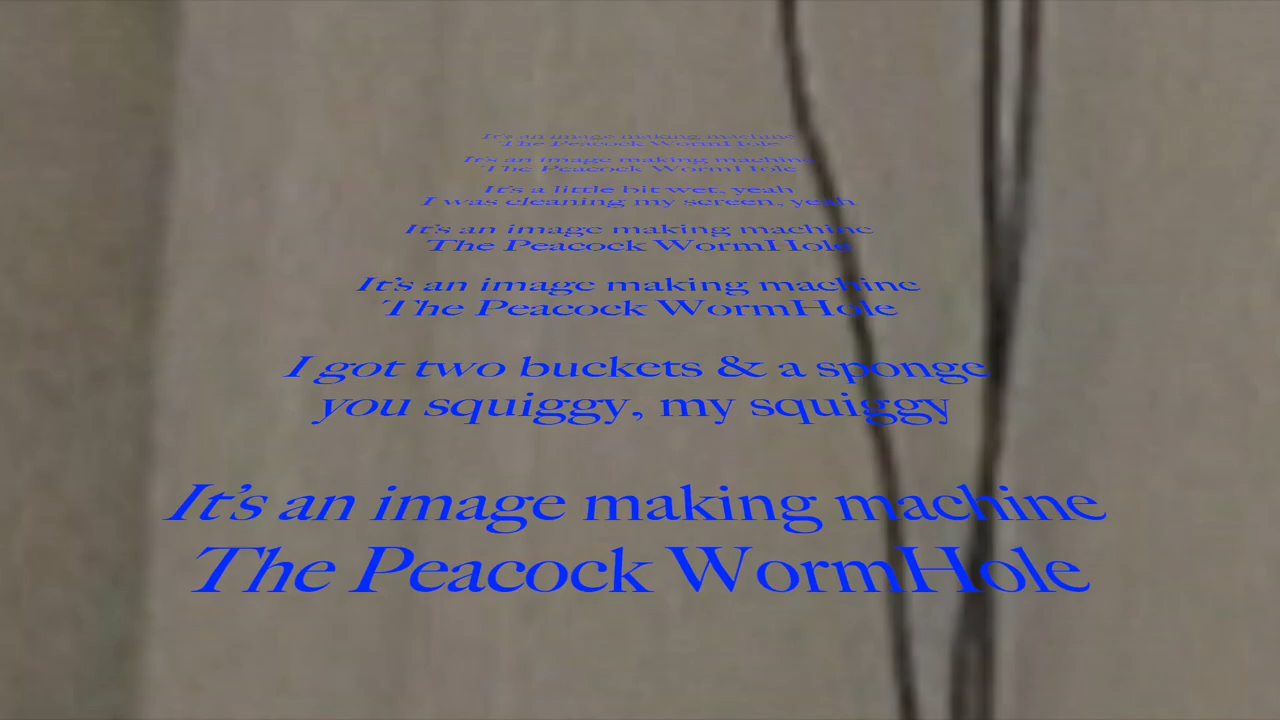 It's an image making machine
The Peacock WormHole
It's an image making machine
The Peacock WormHole
It's a little bit wet, yeah
I was cleaning my screen, yeah
It's an image making machine
The Peacock WormHole
It's an image making machine
The Peacock WormHole
I got two buckets & a sponge
you squiggy, my squiggy
It's an image making machine
The Peacock WormHole